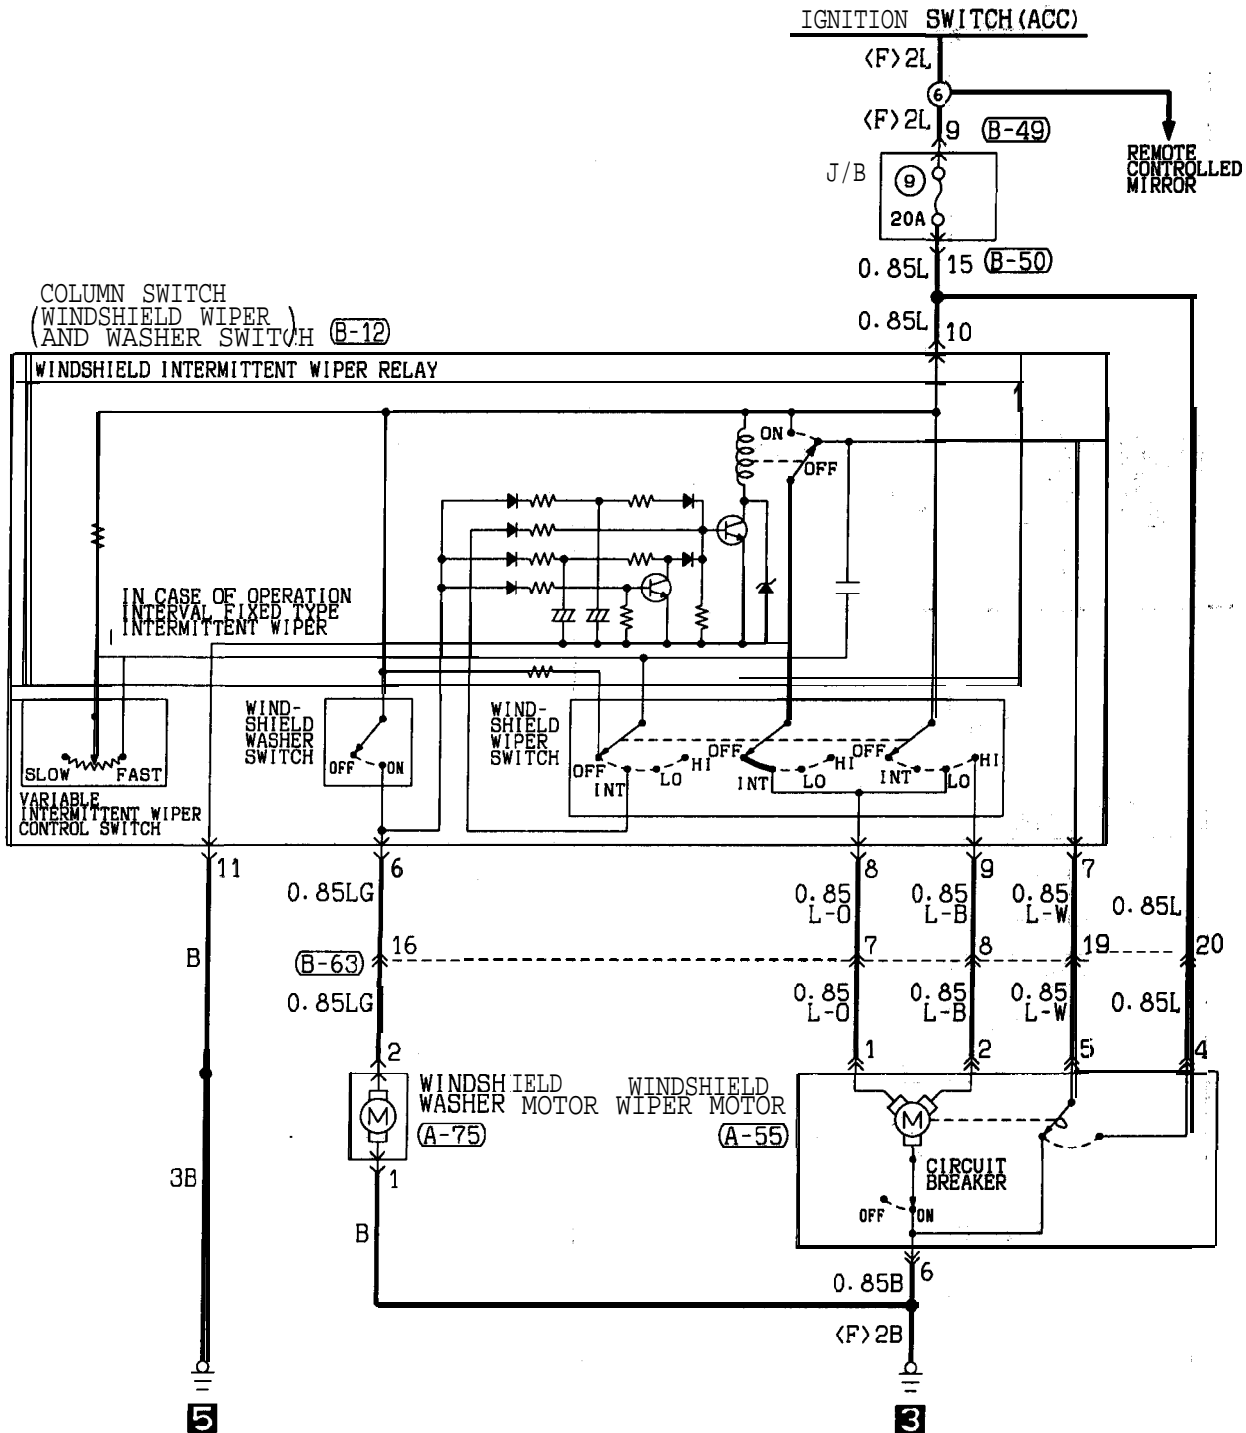 IGNITION SWITCH(ACC)
<F>2L
6
<F>2L
9
B-49
REMOTE
CONTROLLED
MIRROR
J/B
9
20A
0.85L
15
B-50
0.85L
10
COLUMN SWITCH
(WINDSHIELD WIPER
AND WASHER SWITCH)
B-12
WINDSHIELD INTERMITTENT WIPER RELAY
ON
OFF
IN CASE OF OPERATION
INTERVAL FIXED TYPE
INTERMITTENT WIPER
SLOW
FAST
VARIABLE
INTERMITTENT WIPER
CONTROL SWITCH
WIND-
SHIELD
WASHER
SWITCH
OFF
ON
WIND-
SHIELD
WIPER
SWITCH
OFF
INT
LO
HI
OFF
INT
LO
HI
OFF
INT
LO
HI
11
6
8
9
7
0.85LG
0.85
L-O
0.85
L-B
0.85
L-W
0.85L
B
B-63
16
7
8
19
20
0.85LG
0.85
L-O
0.85
L-B
0.85
L-W
0.85L
2
1
2
5
4
WINDSHIELD
WASHER MOTOR
A-75
M
WINDSHIELD
WIPER MOTOR
A-55
M
CIRCUIT
BREAKER
OFF
ON
3B
1
B
6
0.85B
<F>2B
5
3